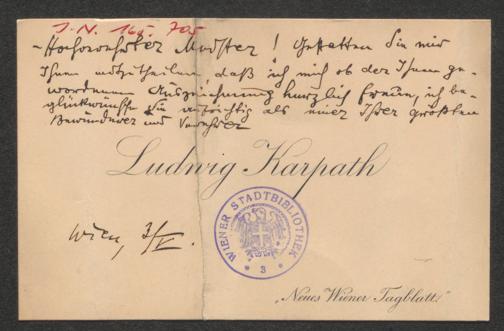 J. N. 165.705
Hochverehrter Meister! Gestatten Sie mir
Ihnen mitzutheilen, daß ich mich ob der Ihnen ge-
wordenen Auszeichnung herzlich freue, ich be-
glückwünsche Sie aufrichtig als einer Ihrer größten
Bewunderer und Verehrer
Ludwig Karpath
Wien, 3/V.
WIENER STADTBIBLIOTHEK
3
„Neues Wiener Tagblatt“